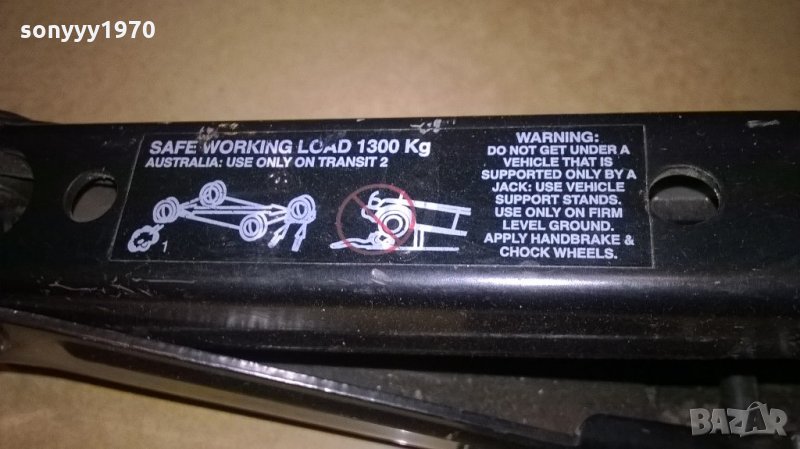 sonyyy1970
SAFE WORKING LOAD 1300 Kg
AUSTRALIA: USE ONLY ON TRANSIT 2
1
WARNING:
DO NOT GET UNDER A
VEHICLE THAT IS
SUPPORTED ONLY BY A
JACK: USE VEHICLE
SUPPORT STANDS.
USE ONLY ON FIRM
LEVEL GROUND.
APPLY HANDBRAKE &
CHOCK WHEELS.
BAZAR